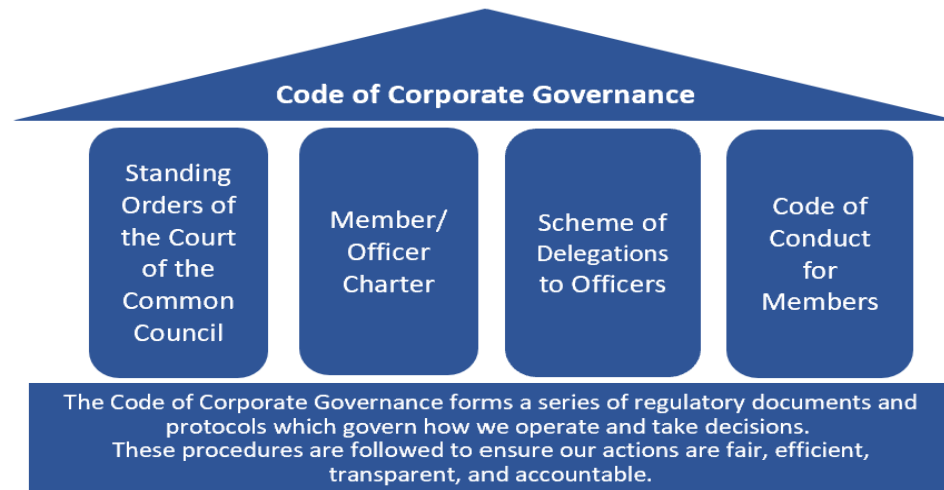 Code of Corporate Governance
Standing
Orders of
the Court
of the
Common
Council
Member/
Officer
Charter
Scheme of
Delegations
to Officers
Code of
Conduct
for
Members
The Code of Corporate Governance forms a series of regulatory documents and
protocols which govern how we operate and take decisions.
These procedures are followed to ensure our actions are fair, efficient,
transparent, and accountable.